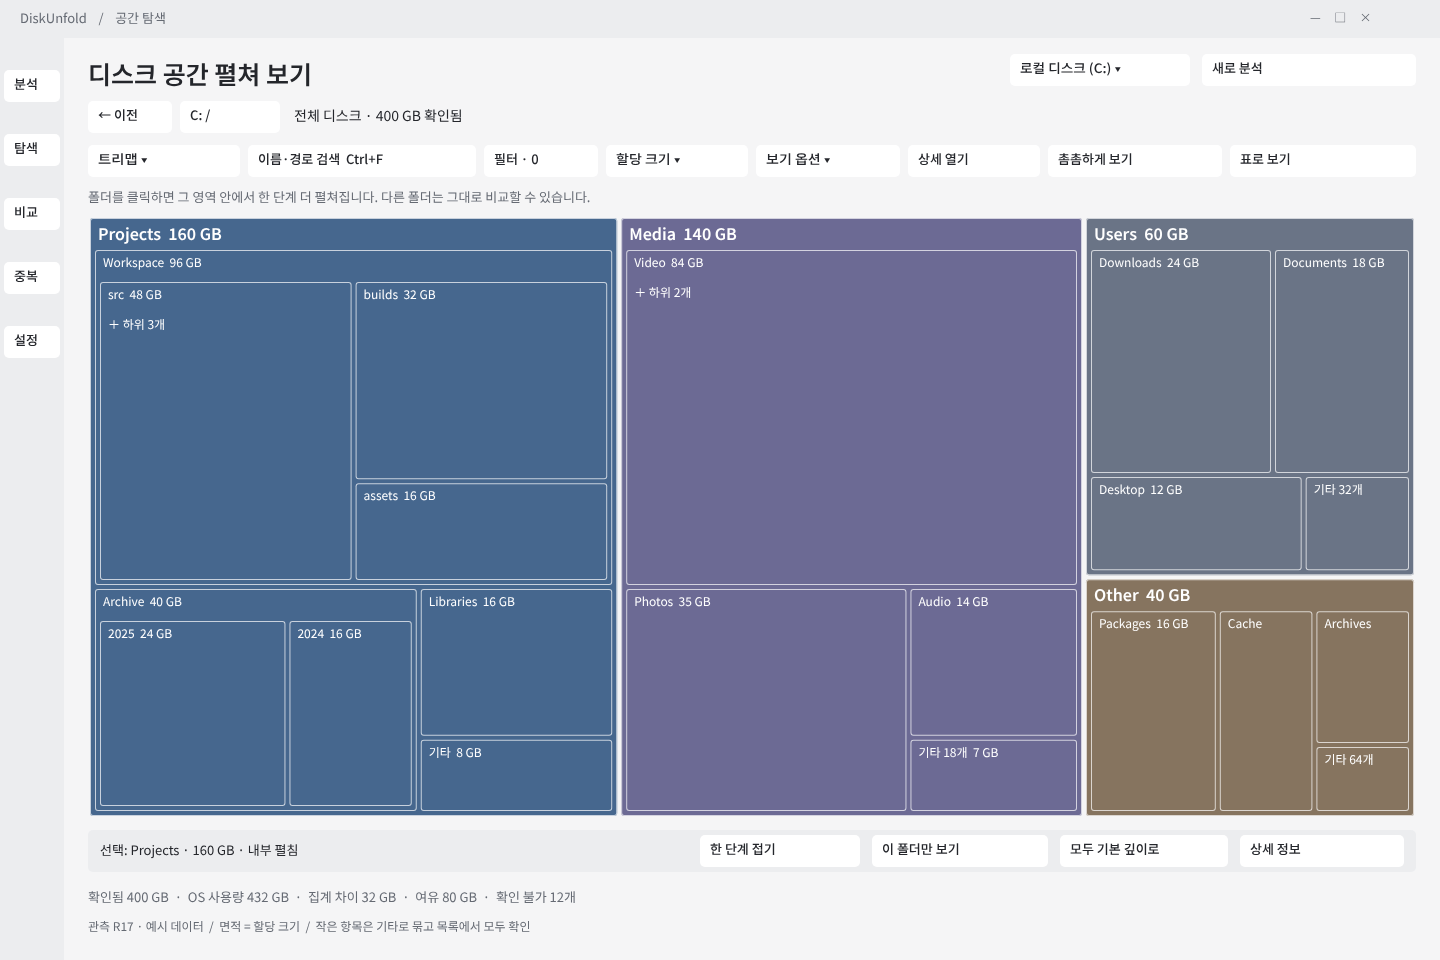 DiskUnfold / 공간 탐색
분석
탐색
비교
중복
설정
디스크 공간 펼쳐 보기
로컬 디스크 (C:) ▾
새로 분석
← 이전
C: /
전체 디스크 · 400 GB 확인됨
트리맵 ▾
이름·경로 검색 Ctrl+F
필터 · 0
할당 크기 ▾
보기 옵션 ▾
상세 열기
촘촘하게 보기
표로 보기
폴더를 클릭하면 그 영역 안에서 한 단계 더 펼쳐집니다. 다른 폴더는 그대로 비교할 수 있습니다.
Projects 160 GB
Workspace 96 GB
src 48 GB
+ 하위 3개
builds 32 GB
assets 16 GB
Archive 40 GB
2025 24 GB
2024 16 GB
Libraries 16 GB
기타 8 GB
Media 140 GB
Video 84 GB
+ 하위 2개
Photos 35 GB
Audio 14 GB
기타 18개 7 GB
Users 60 GB
Downloads 24 GB
Documents 18 GB
Desktop 12 GB
기타 32개
Other 40 GB
Packages 16 GB
Cache
Archives
기타 64개
선택: Projects · 160 GB · 내부 펼침
한 단계 접기
이 폴더만 보기
모두 기본 깊이로
상세 정보
확인됨 400 GB · OS 사용량 432 GB · 집계 차이 32 GB · 여유 80 GB · 확인 불가 12개
관측 R17 · 예시 데이터 / 면적 = 할당 크기 / 작은 항목은 기타로 묶고 목록에서 모두 확인